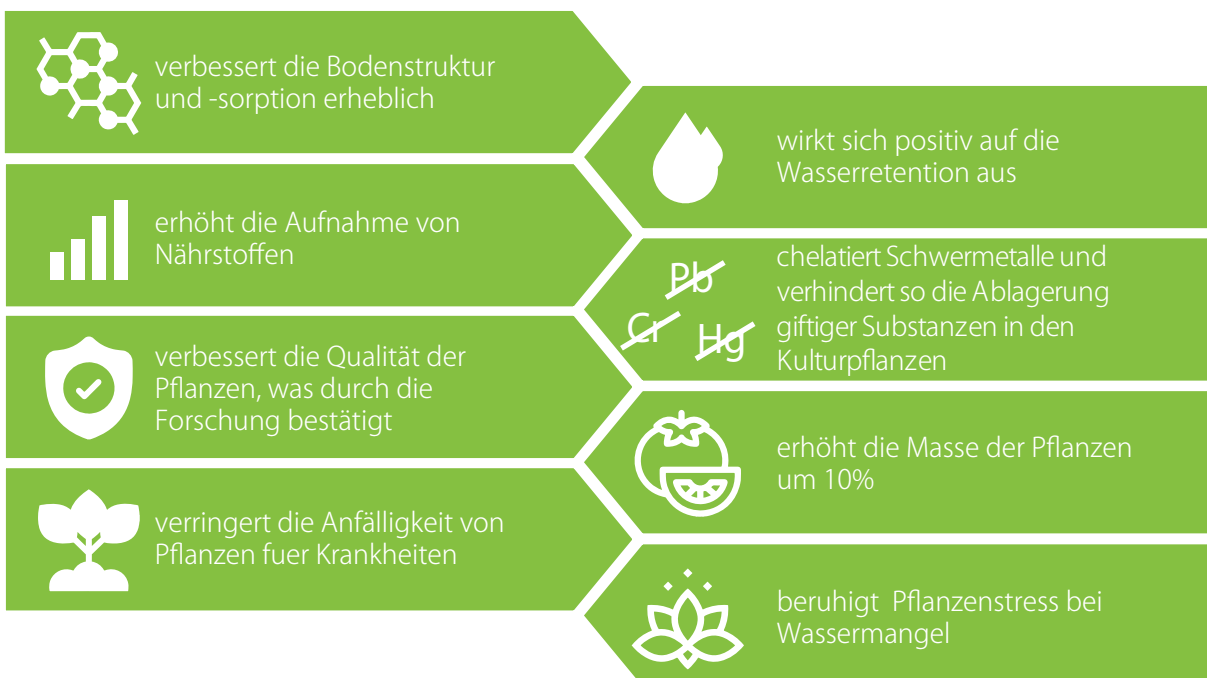 verbessert die Bodenstruktur
und -sorption erheblich
wirkt sich positiv auf die
Wasserretention aus
erhöht die Aufnahme von
Nährstoffen
Pb
Cr
Hg
chelatiert Schwermetalle und
verhindert so die Ablagerung
giftiger Substanzen in den
Kulturpflanzen
verbessert die Qualität der
Pflanzen, was durch die
Forschung bestätigt
erhöht die Masse der Pflanzen
um 10%
verringert die Anfälligkeit von
Pflanzen fuer Krankheiten
beruhigt Pflanzenstress bei
Wassermangel